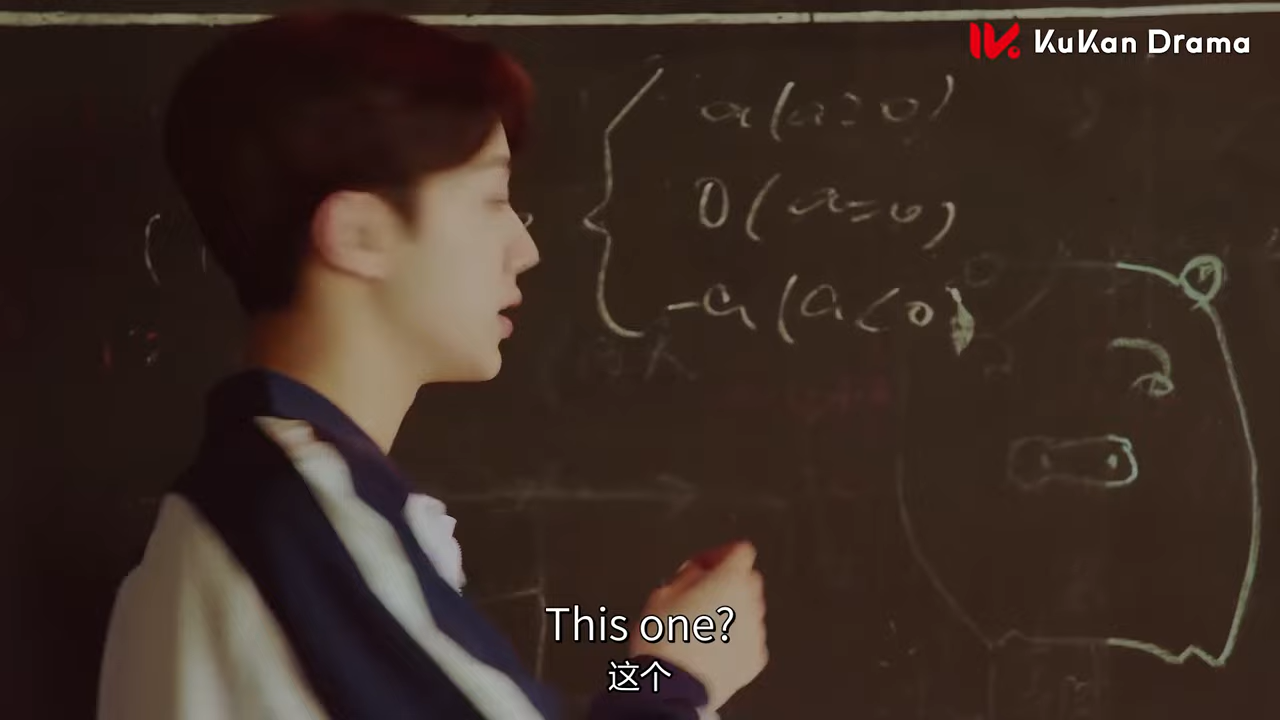 KuKan Drama
a(a≥0)
0(a=0)
-a(a<0)
This one?
这个